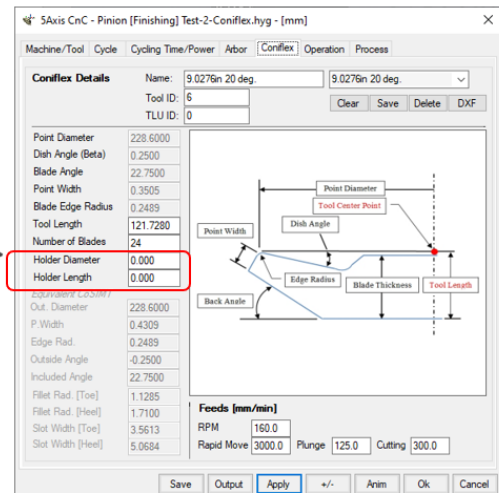 5Axis CnC - Pinion [Finishing] Test-2-Coniflex.hyg - [mm]
Machine/Tool Cycle Cycling Time/Power Arbor Coniflex Operation Process
Coniflex Details Name: 9.0276in 20 deg. 9.0276in 20 deg.
Tool ID: 6 Clear Save Delete DXF
TLU ID: 0
Point Diameter 228.6000
Dish Angle (Beta) 0.2500
Blade Angle 22.7500
Point Width 0.3505
Blade Edge Radius 0.2489
Tool Length 121.7280
Number of Blades 24
Holder Diameter 0.000
Holder Length 0.000
Out. Diameter 228.6000
P.Width 0.4309
Edge Rad. 0.2489
Outside Angle -0.2500
Included Angle 22.7500
Fillet Rad. [Toe] 1.1285
Fillet Rad. [Heel] 1.7100
Slot Width [Toe] 3.5613
Slot Width [Heel] 5.0684
Point Diameter
Tool Center Point
Dish Angle
Point Width
Edge Radius
Blade Thickness
Tool Length
Back Angle
Feeds [mm/min]
RPM 160.0
Rapid Move 3000.0 Plunge 125.0 Cutting 300.0
Save Output Apply +/- Anim Ok Cancel